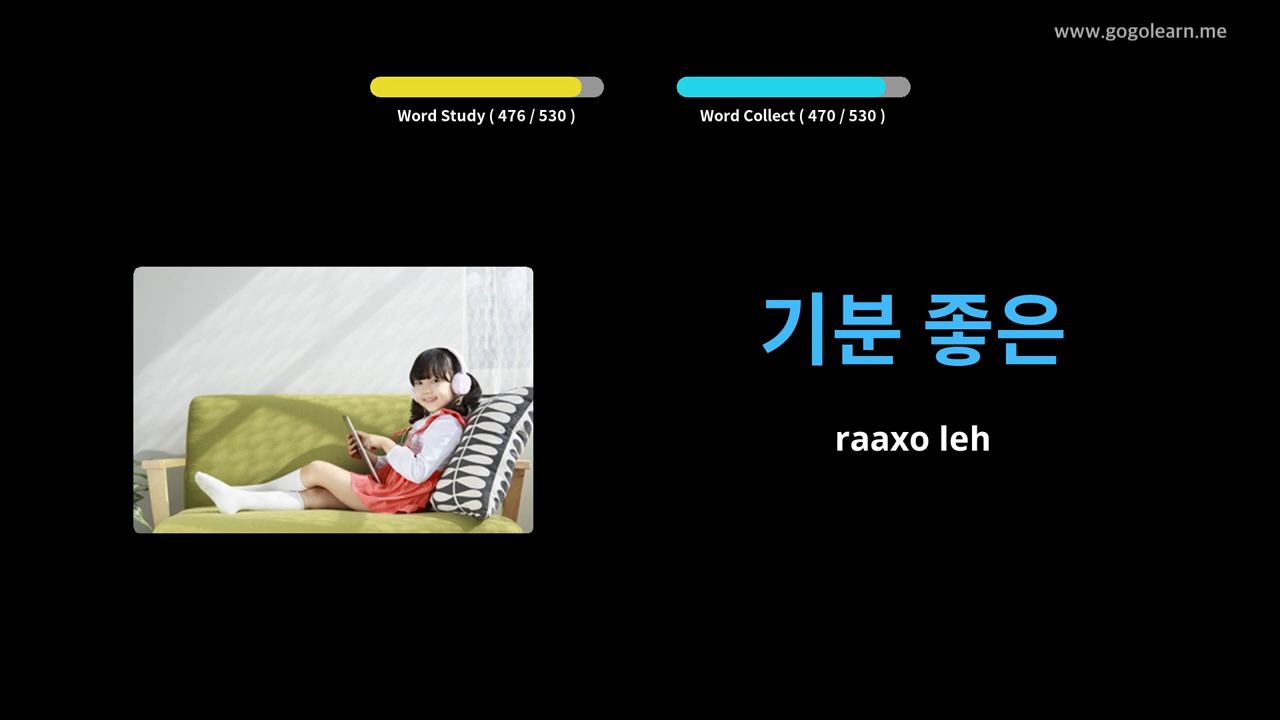 www.gogolearn.me
Word Study ( 476 / 530 )
Word Collect ( 470 / 530 )
기분 좋은
raaxo leh